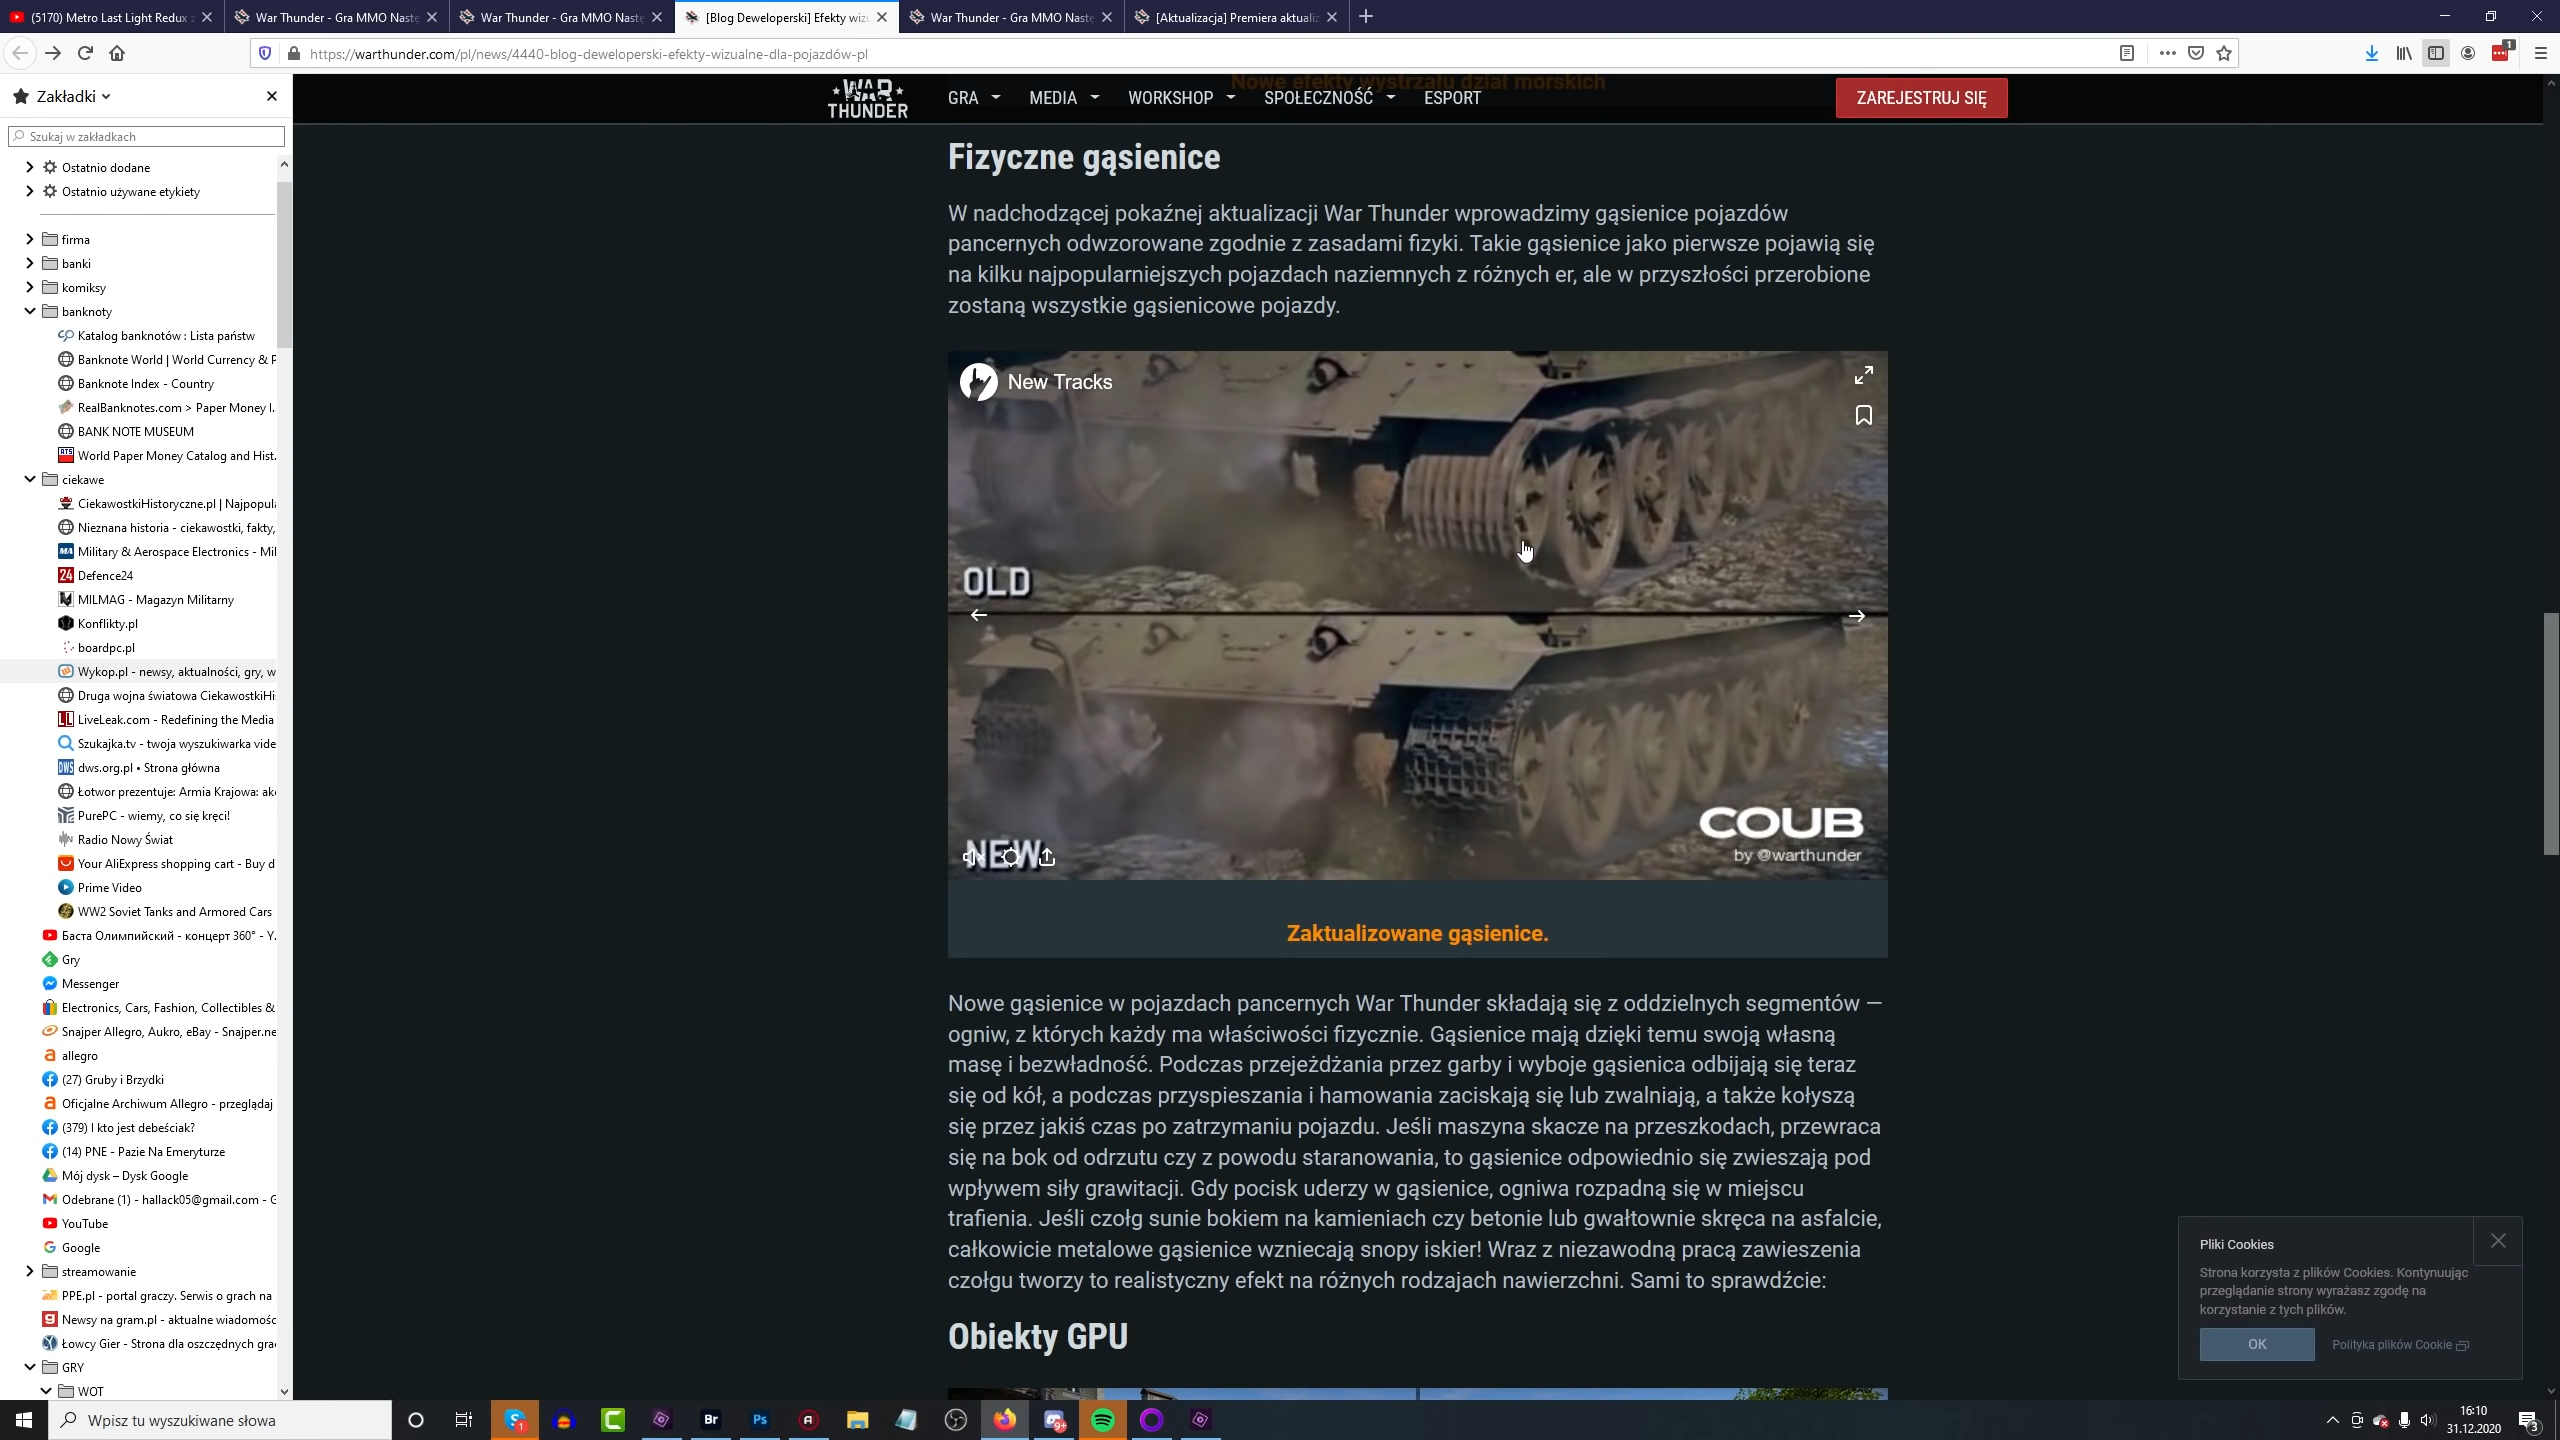 (5170) Metro Last Light Redux z
War Thunder - Gra MMO Nastę
War Thunder - Gra MMO Nastę
[Blog Deweloperski] Efekty wizu
War Thunder - Gra MMO Nastę
[Aktualizacja] Premiera aktualiz
https://warthunder.com/pl/news/4440-blog-deweloperski-efekty-wizualne-dla-pojazdów-pl
1
Zakładki
Szukaj w zakładkach
Ostatnio dodane
Ostatnio używane etykiety
firma
banki
komiksy
banknoty
Katalog banknotów : Lista państw
Banknote World | World Currency & P
Banknote Index - Country
RealBanknotes.com > Paper Money I...
BANK NOTE MUSEUM
World Paper Money Catalog and Hist...
ciekawe
CiekawostkiHistoryczne.pl | Najpopula
Nieznana historia - ciekawostki, fakty,
Military & Aerospace Electronics - Mil
Defence24
MILMAG - Magazyn Militarny
Konflikty.pl
boardpc.pl
Wykop.pl - newsy, aktualności, gry, w
Druga wojna światowa CiekawostkiHi
LiveLeak.com - Redefining the Media
Szukajka.tv - twoja wyszukiwarka vide
dws.org.pl • Strona główna
Łotwor prezentuje: Armia Krajowa: ak
PurePC - wiemy, co się kręci!
Radio Nowy Świat
Your AliExpress shopping cart - Buy d
Prime Video
WW2 Soviet Tanks and Armored Cars
Баста Олимпийский - концерт 360° - Y...
Gry
Messenger
Electronics, Cars, Fashion, Collectibles &
Snajper Allegro, Aukro, eBay - Snajper.ne
allegro
(27) Gruby i Brzydki
Oficjalne Archiwum Allegro - przeglądaj
(379) I kto jest debeściak?
(14) PNE - Pazie Na Emeryturze
Mój dysk – Dysk Google
Odebrane (1) - hallack05@gmail.com - G
YouTube
Google
streamowanie
PPE.pl - portal graczy. Serwis o grach na
Newsy na gram.pl - aktualne wiadomośc
Łowcy Gier - Strona dla oszczędnych gra
GRY
WOT
Nowe efekty wystrzału dział morskich
WAR THUNDER
GRA
MEDIA
WORKSHOP
SPOŁECZNOŚĆ
ESPORT
ZAREJESTRUJ SIĘ
Fizyczne gąsienice
W nadchodzącej pokaźnej aktualizacji War Thunder wprowadzimy gąsienice pojazdów
pancernych odwzorowane zgodnie z zasadami fizyki. Takie gąsienice jako pierwsze pojawią się
na kilku najpopularniejszych pojazdach naziemnych z różnych er, ale w przyszłości przerobione
zostaną wszystkie gąsienicowe pojazdy.
New Tracks
OLD
NEW
COUB
by @warthunder
Zaktualizowane gąsienice.
Nowe gąsienice w pojazdach pancernych War Thunder składają się z oddzielnych segmentów —
ogniw, z których każdy ma właściwości fizycznie. Gąsienice mają dzięki temu swoją własną
masę i bezwładność. Podczas przejeżdżania przez garby i wyboje gąsienica odbijają się teraz
się od kół, a podczas przyspieszania i hamowania zaciskają się lub zwalniają, a także kołyszą
się przez jakiś czas po zatrzymaniu pojazdu. Jeśli maszyna skacze na przeszkodach, przewraca
się na bok od odrzutu czy z powodu staranowania, to gąsienice odpowiednio się zwieszają pod
wpływem siły grawitacji. Gdy pocisk uderzy w gąsienice, ogniwa rozpadną się w miejscu
trafienia. Jeśli czołg sunie bokiem na kamieniach czy betonie lub gwałtownie skręca na asfalcie,
całkowicie metalowe gąsienice wzniecają snopy iskier! Wraz z niezawodną pracą zawieszenia
czołgu tworzy to realistyczny efekt na różnych rodzajach nawierzchni. Sami to sprawdźcie:
Obiekty GPU
Pliki Cookies
Strona korzysta z plików Cookies. Kontynuując
przeglądanie strony wyrażasz zgodę na
korzystanie z tych plików.
OK
Polityka plików Cookie
Wpisz tu wyszukiwane słowa
1
Br
Ps
9+
16:10
31.12.2020
3